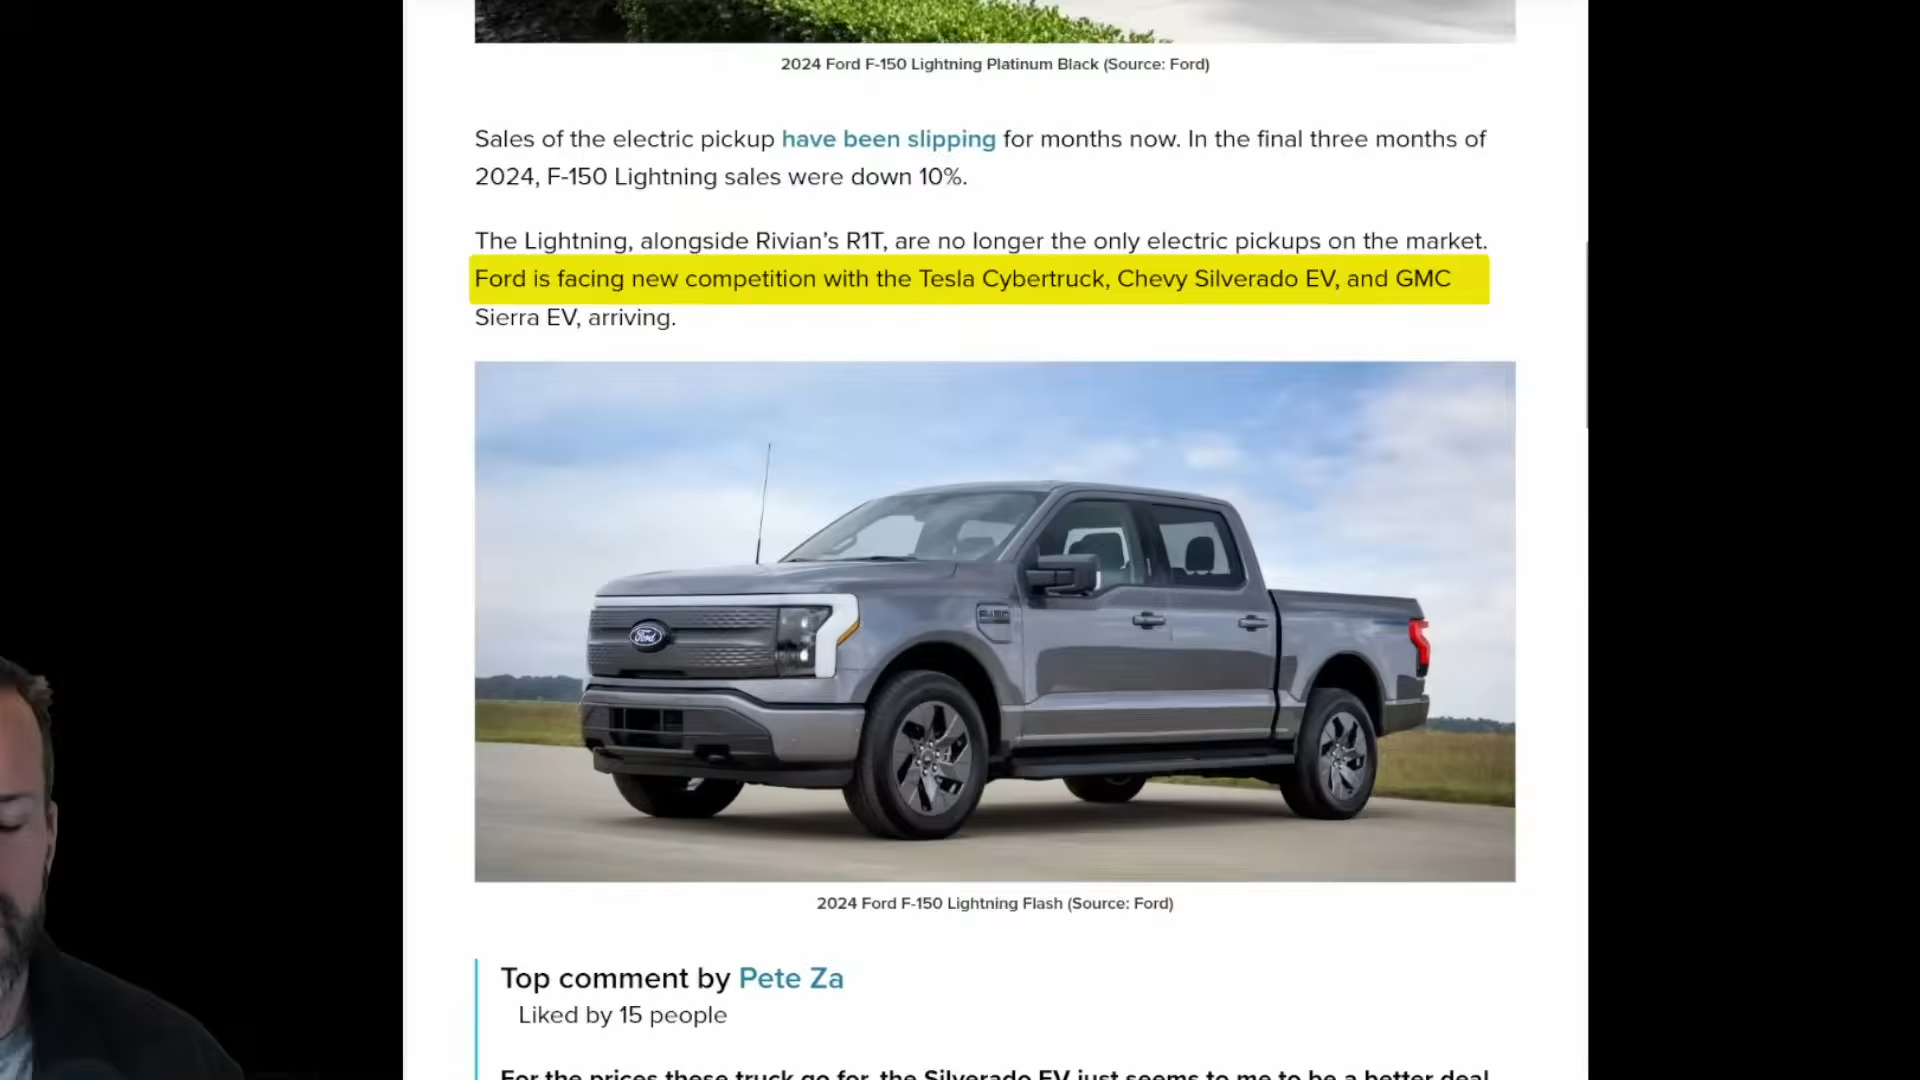 2024 Ford F-150 Lightning Platinum Black (Source: Ford)
Sales of the electric pickup have been slipping for months now. In the final three months of
2024, F-150 Lightning sales were down 10%.
The Lightning, alongside Rivian’s R1T, are no longer the only electric pickups on the market.
Ford is facing new competition with the Tesla Cybertruck, Chevy Silverado EV, and GMC
Sierra EV, arriving.
Ford
2024 Ford F-150 Lightning Flash (Source: Ford)
Top comment by Pete Za
Liked by 15 people
For the prices these truck go for, the Silverado EV just seems to me to be a better deal